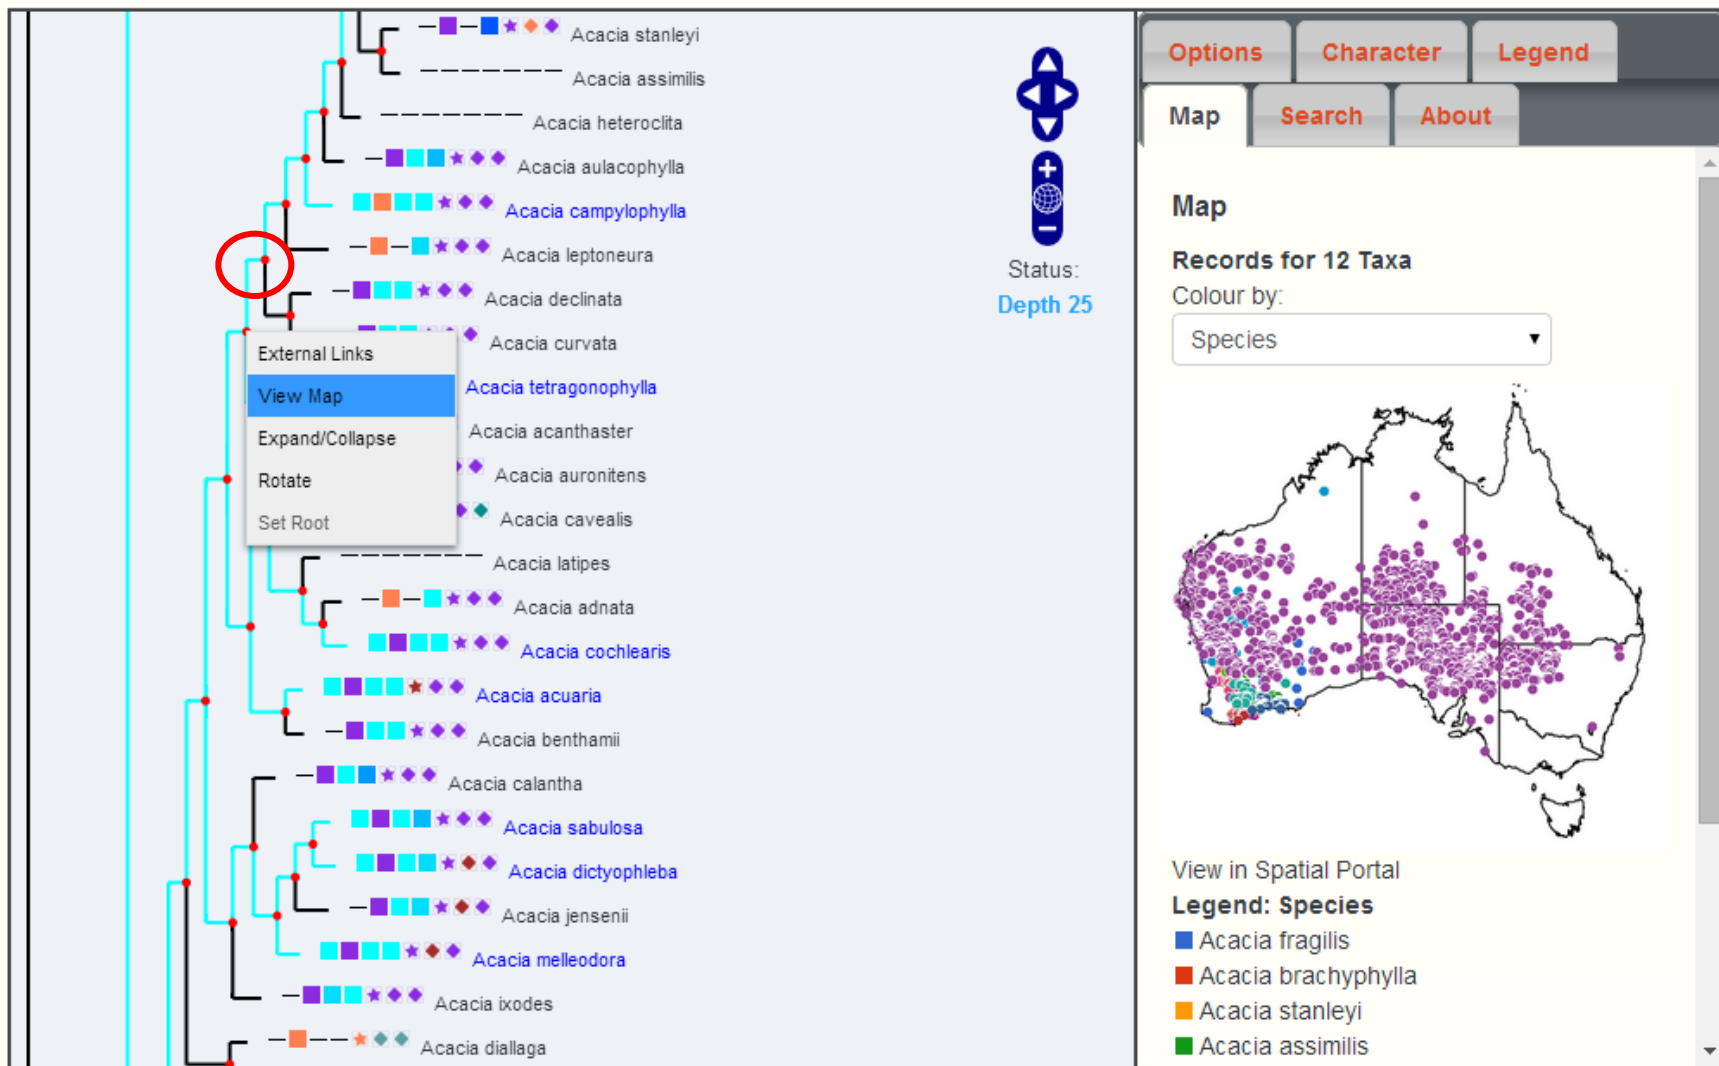 Acacia stanleyi
Acacia assimilis
Acacia heteroclita
Acacia aulacophylla
Acacia campylophylla
Acacia leptoneura
Acacia declinata
Acacia curvata
Acacia tetragonophylla
Acacia acanthaster
Acacia auronitens
Acacia cavealis
Acacia latipes
Acacia adnata
Acacia cochlearis
Acacia acuaria
Acacia benthamii
Acacia calantha
Acacia sabulosa
Acacia dictyophleba
Acacia jensenii
Acacia melleodora
Acacia ixodes
Acacia diallaga
External Links
View Map
Expand/Collapse
Rotate
Set Root
Status:
Depth 25
Options Character Legend
Map Search About
Map
Records for 12 Taxa
Colour by:
Species
View in Spatial Portal
Legend: Species
Acacia fragilis
Acacia brachyphylla
Acacia stanleyi
Acacia assimilis